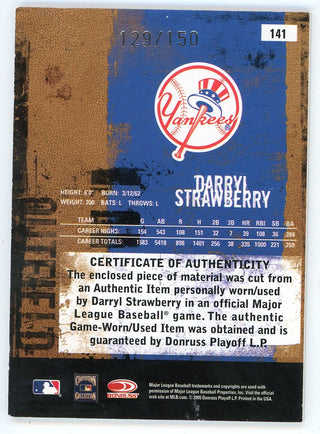 141
129/150
Yankees
DARRYL
STRAWBERRY
HEIGHT: 6'6" BORN: 3/12/62
WEIGHT: 200 BATS: L THROWS: L
TEAM G AB R H 2B 3B HR RBI SB BA
CAREER HIGHS 154 543 108 151 32 7 39 108 36 .284
CAREER TOTALS 1583 5418 898 1401 256 38 335 1000 221 .259
CERTIFICATE OF AUTHENTICITY
The enclosed piece of material was cut from
an Authentic Item personally worn/used
by Darryl Strawberry in an official Major
League Baseball® game. The authentic
Game-Worn/Used Item was obtained and is
guaranteed by Donruss Playoff L.P.
OUTFIELD
COOPERSTOWN
COLLECTION
DONRUSS
Major League Baseball trademarks and copyrights are used with
permission of Major League Baseball Properties, Inc. Visit the official
web site at MLB.com. © 2005 Donruss Playoff L.P. Printed in the USA.